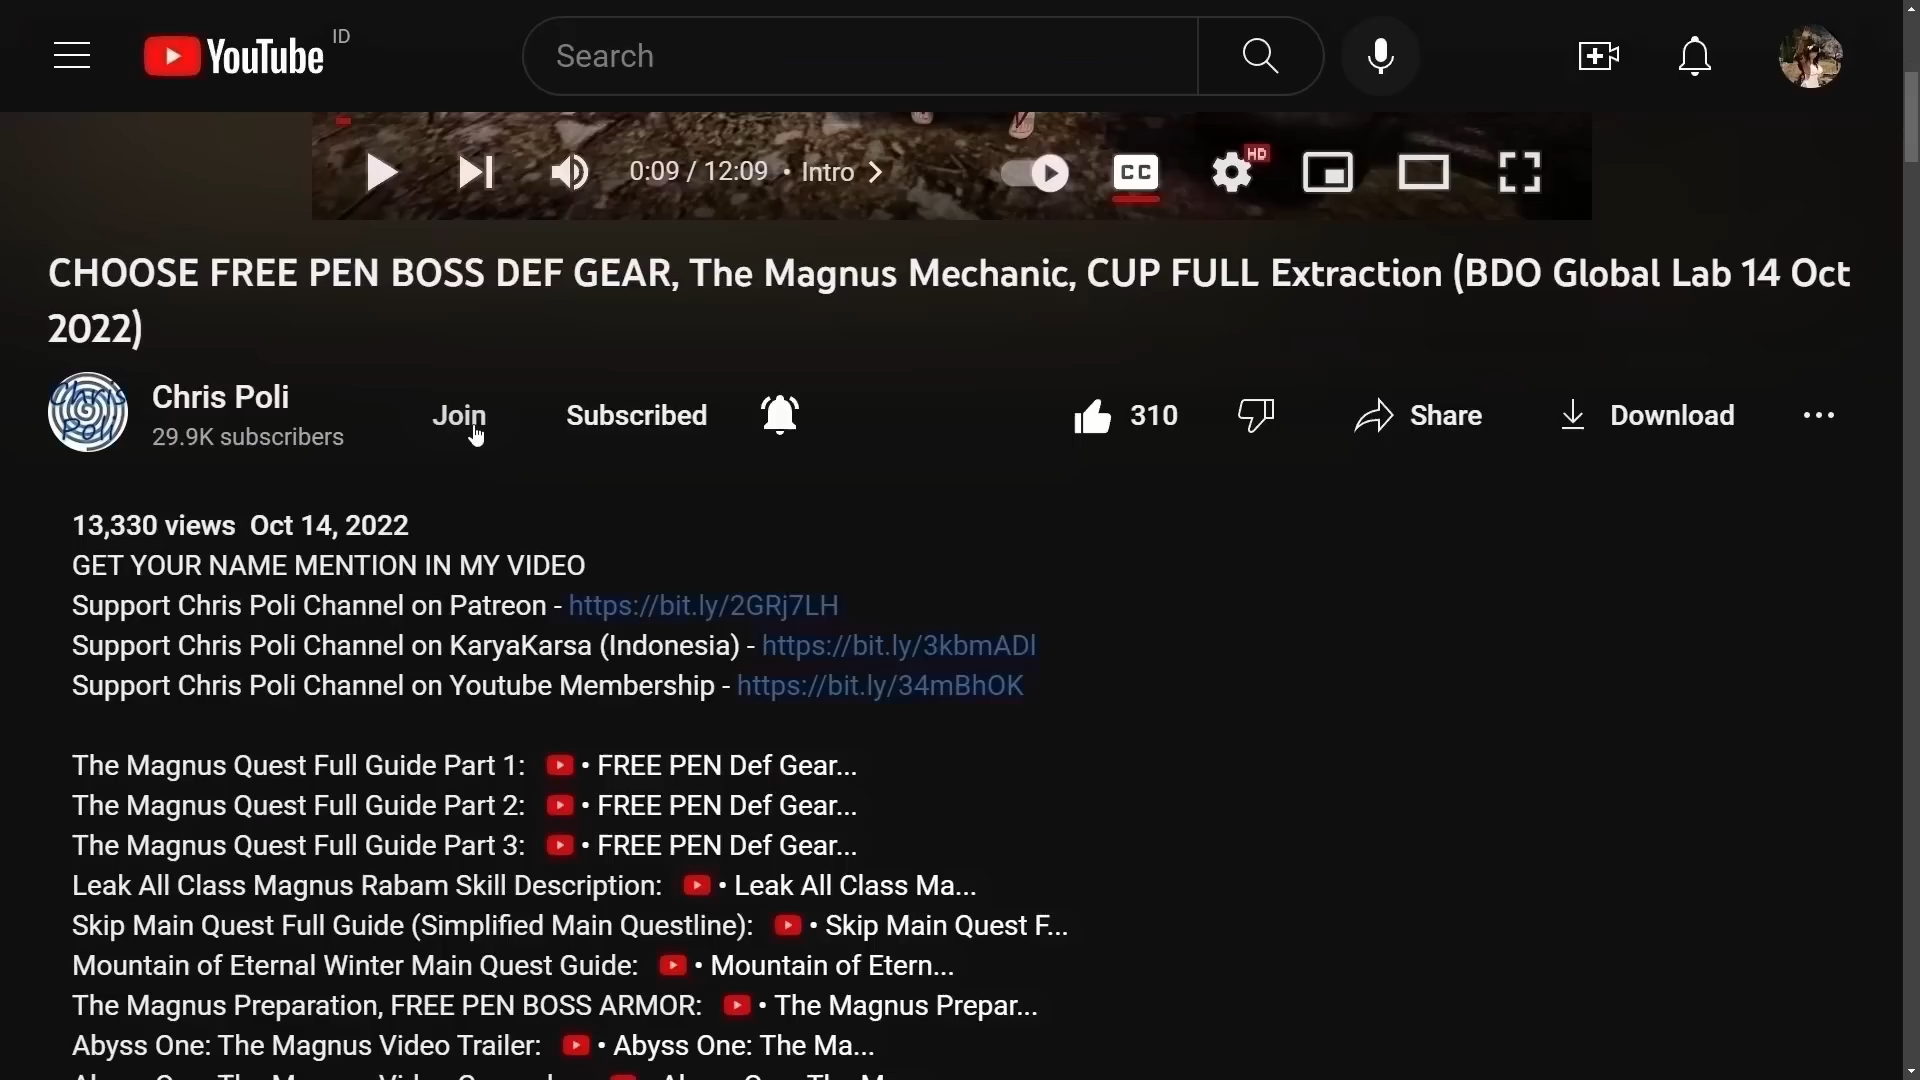 YouTube ID
Search
0:09 / 12:09 • Intro
CC
HD
CHOOSE FREE PEN BOSS DEF GEAR, The Magnus Mechanic, CUP FULL Extraction (BDO Global Lab 14 Oct
2022)
Chris Poli
Chris Poli
29.9K subscribers
Join
Subscribed
310
Share
Download
13,330 views Oct 14, 2022
GET YOUR NAME MENTION IN MY VIDEO
Support Chris Poli Channel on Patreon - https://bit.ly/2GRj7LH
Support Chris Poli Channel on KaryaKarsa (Indonesia) - https://bit.ly/3kbmADl
Support Chris Poli Channel on Youtube Membership - https://bit.ly/34mBhOK
The Magnus Quest Full Guide Part 1: • FREE PEN Def Gear...
The Magnus Quest Full Guide Part 2: • FREE PEN Def Gear...
The Magnus Quest Full Guide Part 3: • FREE PEN Def Gear...
Leak All Class Magnus Rabam Skill Description: • Leak All Class Ma...
Skip Main Quest Full Guide (Simplified Main Questline): • Skip Main Quest F...
Mountain of Eternal Winter Main Quest Guide: • Mountain of Etern...
The Magnus Preparation, FREE PEN BOSS ARMOR: • The Magnus Prepar...
Abyss One: The Magnus Video Trailer: • Abyss One: The Ma...